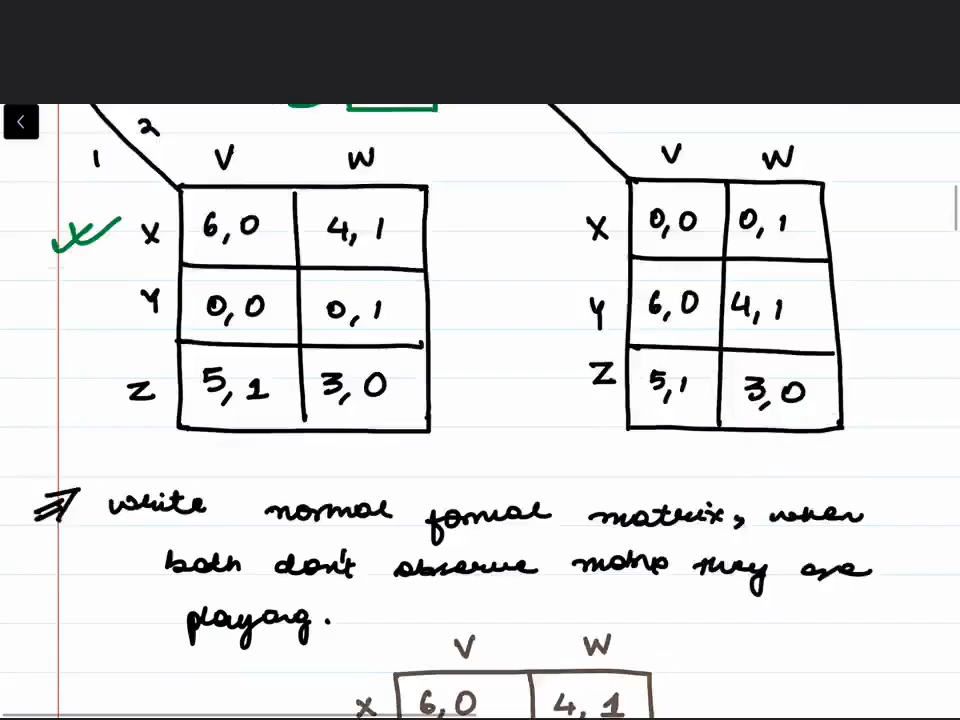 2
1 V W V W
X 6,0 4,1 X 0,0 0,1
Y 0,0 0,1 Y 6,0 4,1
Z 5,1 3,0 Z 5,1 3,0
⇒ write normal formal matrix, when
both don't observe they are
playing.
V W
X 6,0 4,1